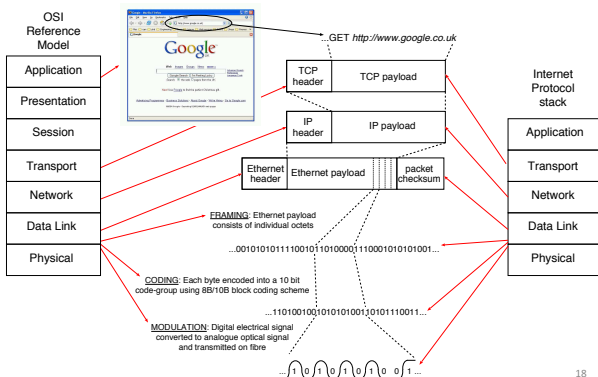 OSI
Reference
Model
Application
Presentation
Session
Transport
Network
Data Link
Physical
Google
...GET http://www.google.co.uk
TCP
header
TCP payload
IP
header
IP payload
Ethernet
header
Ethernet payload
packet
checksum
FRAMING: Ethernet payload
consists of individual octets
...00101010111100101110100001110001010101001...
CODING: Each byte encoded into a 10 bit
code-group using 8B/10B block coding scheme
...1101001001010101001101011110011...
MODULATION: Digital electrical signal
converted to analogue optical signal
and transmitted on fibre
... 1 0 1 0 1 0 1 0 0 1 ...
Internet
Protocol
stack
Application
Transport
Network
Data Link
Physical
18